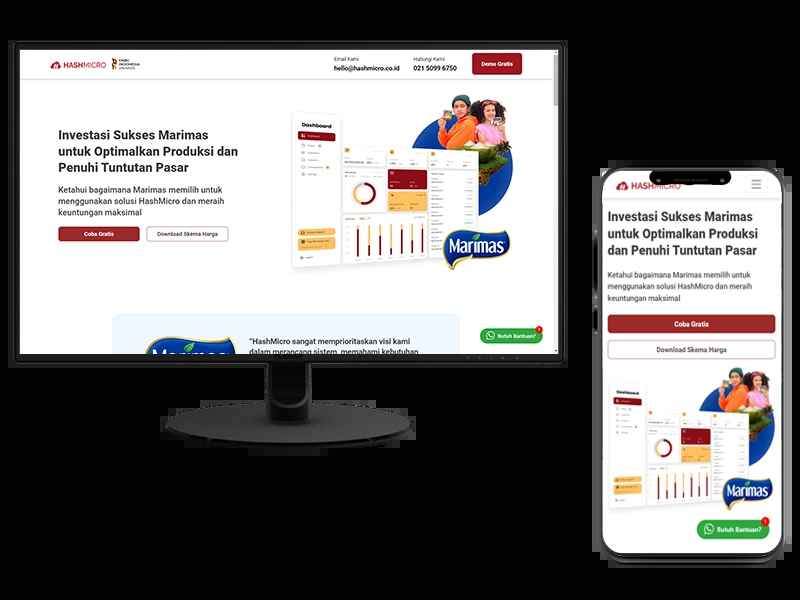 HASHMICRO
CNBC
INDONESIA
AWARDS
Email Kami
hello@hashmicro.co.id
Hubungi Kami
021 5099 6750
Demo Gratis
Investasi Sukses Marimas
untuk Optimalkan Produksi dan
Penuhi Tuntutan Pasar
Ketahui bagaimana Marimas memilih untuk
menggunakan solusi HashMicro dan meraih
keuntungan maksimal
Coba Gratis
Download Skema Harga
Dashboard
Marimas
Marimas
"HashMicro sangat memprioritaskan visi kami
dalam merancang sistem, memahami kebutuhan
Butuh Bantuan?
1
HASHMICRO
Investasi Sukses Marimas
untuk Optimalkan Produksi
dan Penuhi Tuntutan Pasar
Ketahui bagaimana Marimas memilih untuk
menggunakan solusi HashMicro dan meraih
keuntungan maksimal
Coba Gratis
Download Skema Harga
Dashboard
Marimas
Butuh Bantuan?
1